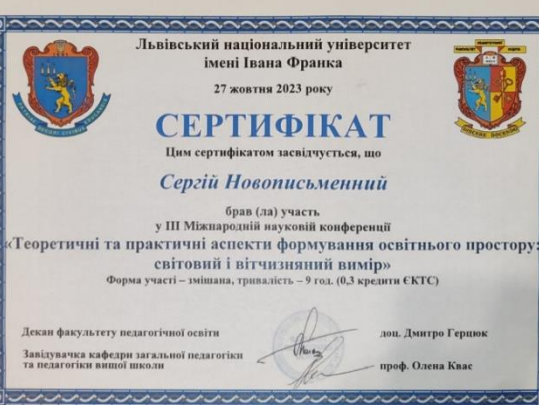 Львівський національний університет
імені Івана Франка
27 жовтня 2023 року
СЕРТИФІКАТ
Цим сертифікатом засвідчується, що
Сергій Новописьменний
брав (ла) участь
у ІІІ Міжнародній науковій конференції
«Теоретичні та практичні аспекти формування освітнього простору:
світовий і вітчизняний вимір»
Форма участі – змішана, тривалість – 9 год. (0,3 кредити ЄКТС)
Декан факультету педагогічної освіти
доц. Дмитро Герцюк
Завідувачка кафедри загальної педагогіки
та педагогіки вищої школи
проф. Олена Квас